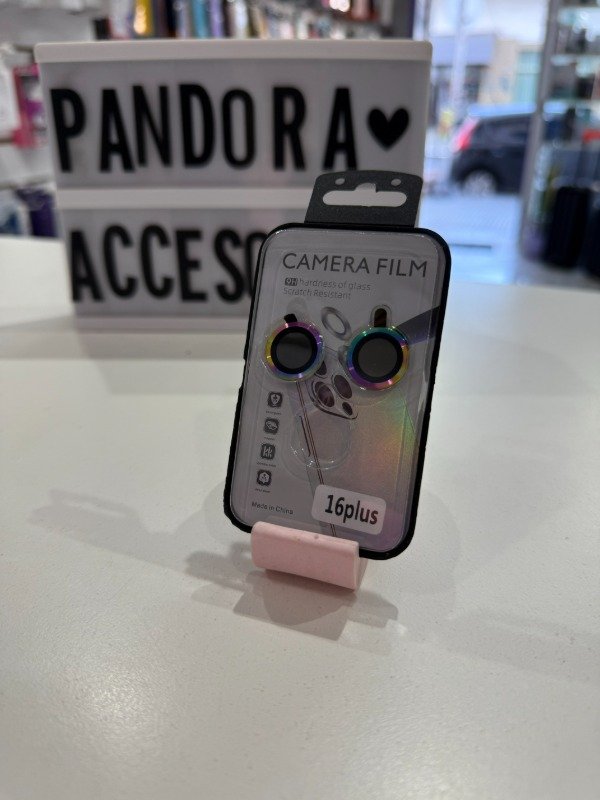 PANDORA♥
ACCESO
CAMERA FILM
9H hardness of glass
Scratch Resistant
Made in China
16plus